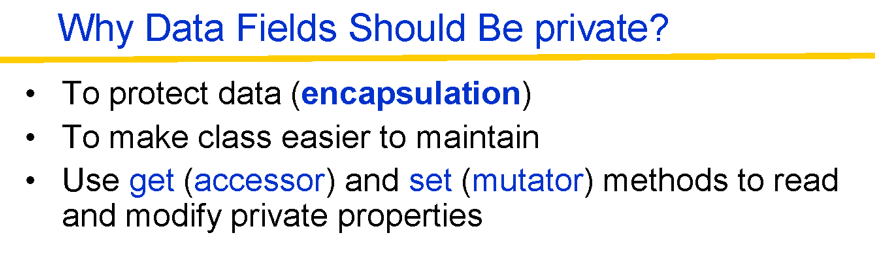 Why Data Fields Should Be private?
• To protect data (encapsulation)
• To make class easier to maintain
• Use get (accessor) and set (mutator) methods to read
and modify private properties